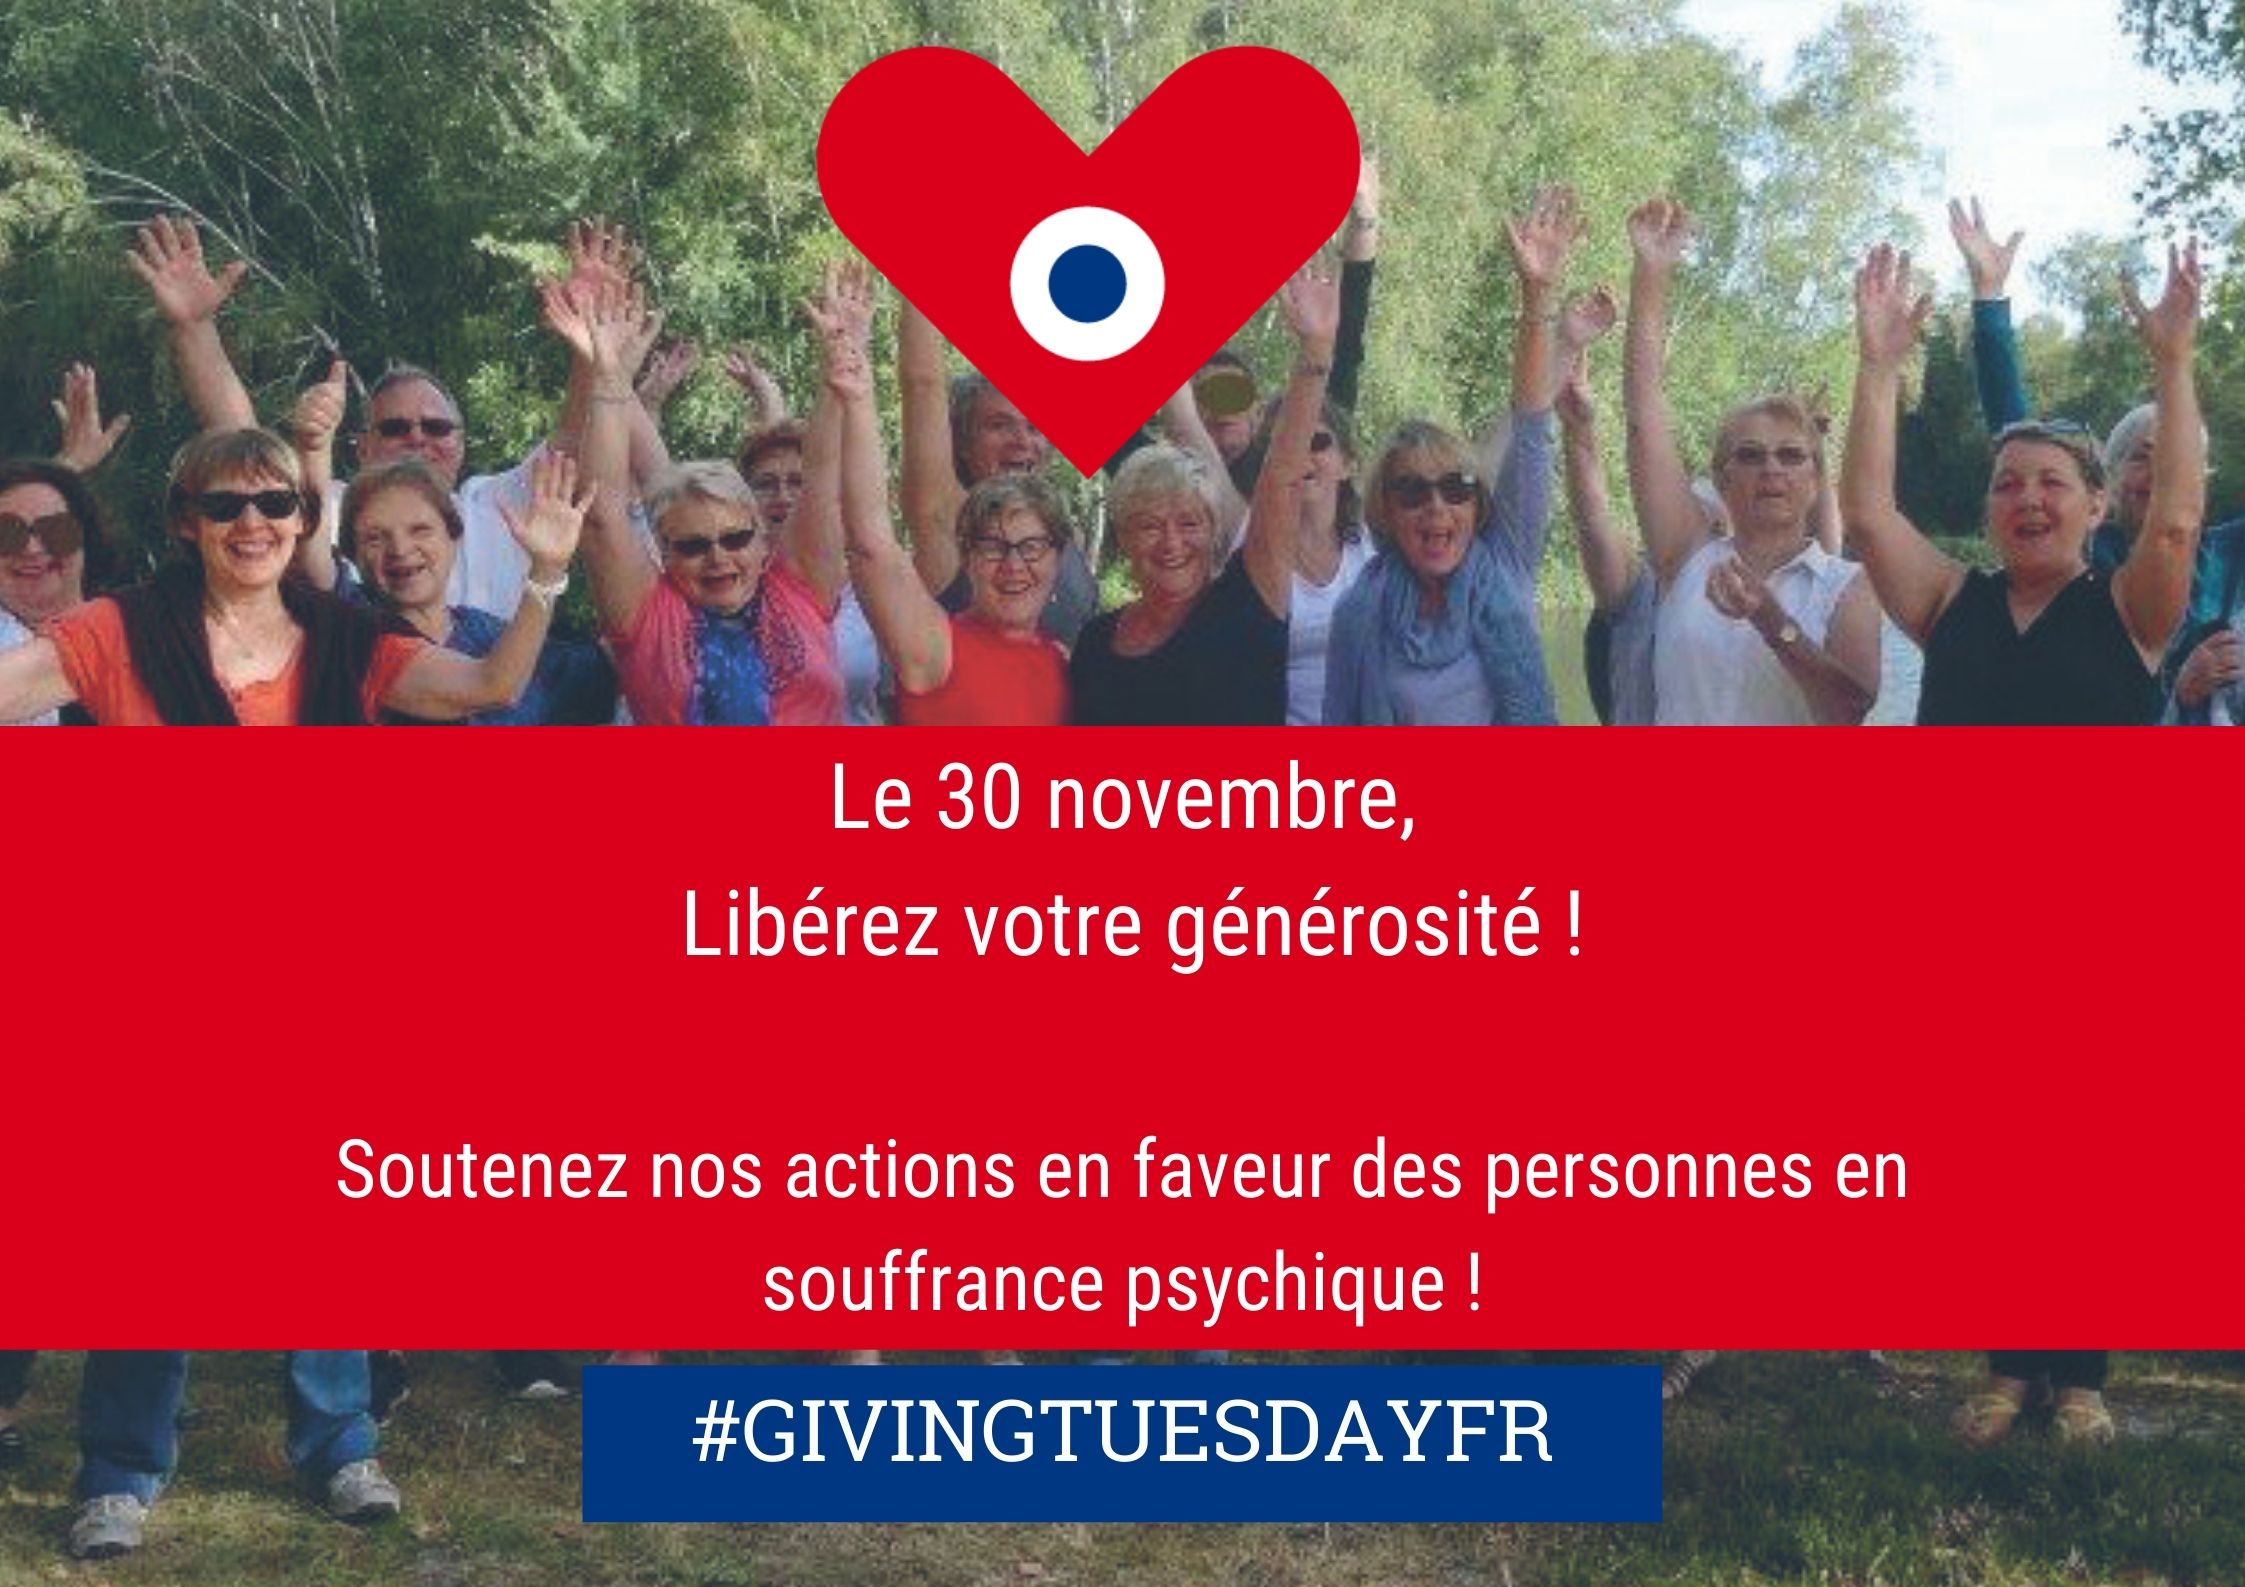 Le 30 novembre,
Libérez votre générosité !
Soutenez nos actions en faveur des personnes en
souffrance psychique !
#GIVINGTUESDAYFR